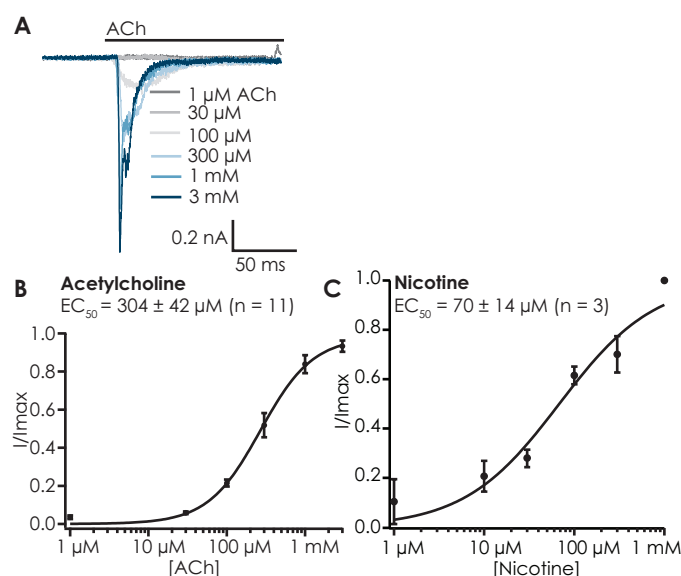 A
ACh
1 µM ACh
30 µM
100 µM
300 µM
1 mM
3 mM
0.2 nA
50 ms
B
Acetylcholine
EC50 = 304 ± 42 µM (n = 11)
1.0
0.8
0.6
0.4
0.2
0.0
I/Imax
1 µM
10 µM
100 µM
1 mM
[ACh]
C
Nicotine
EC50 = 70 ± 14 µM (n = 3)
1.0
0.8
0.6
0.4
0.2
0.0
I/Imax
1 µM
10 µM
100 µM
1 mM
[Nicotine]